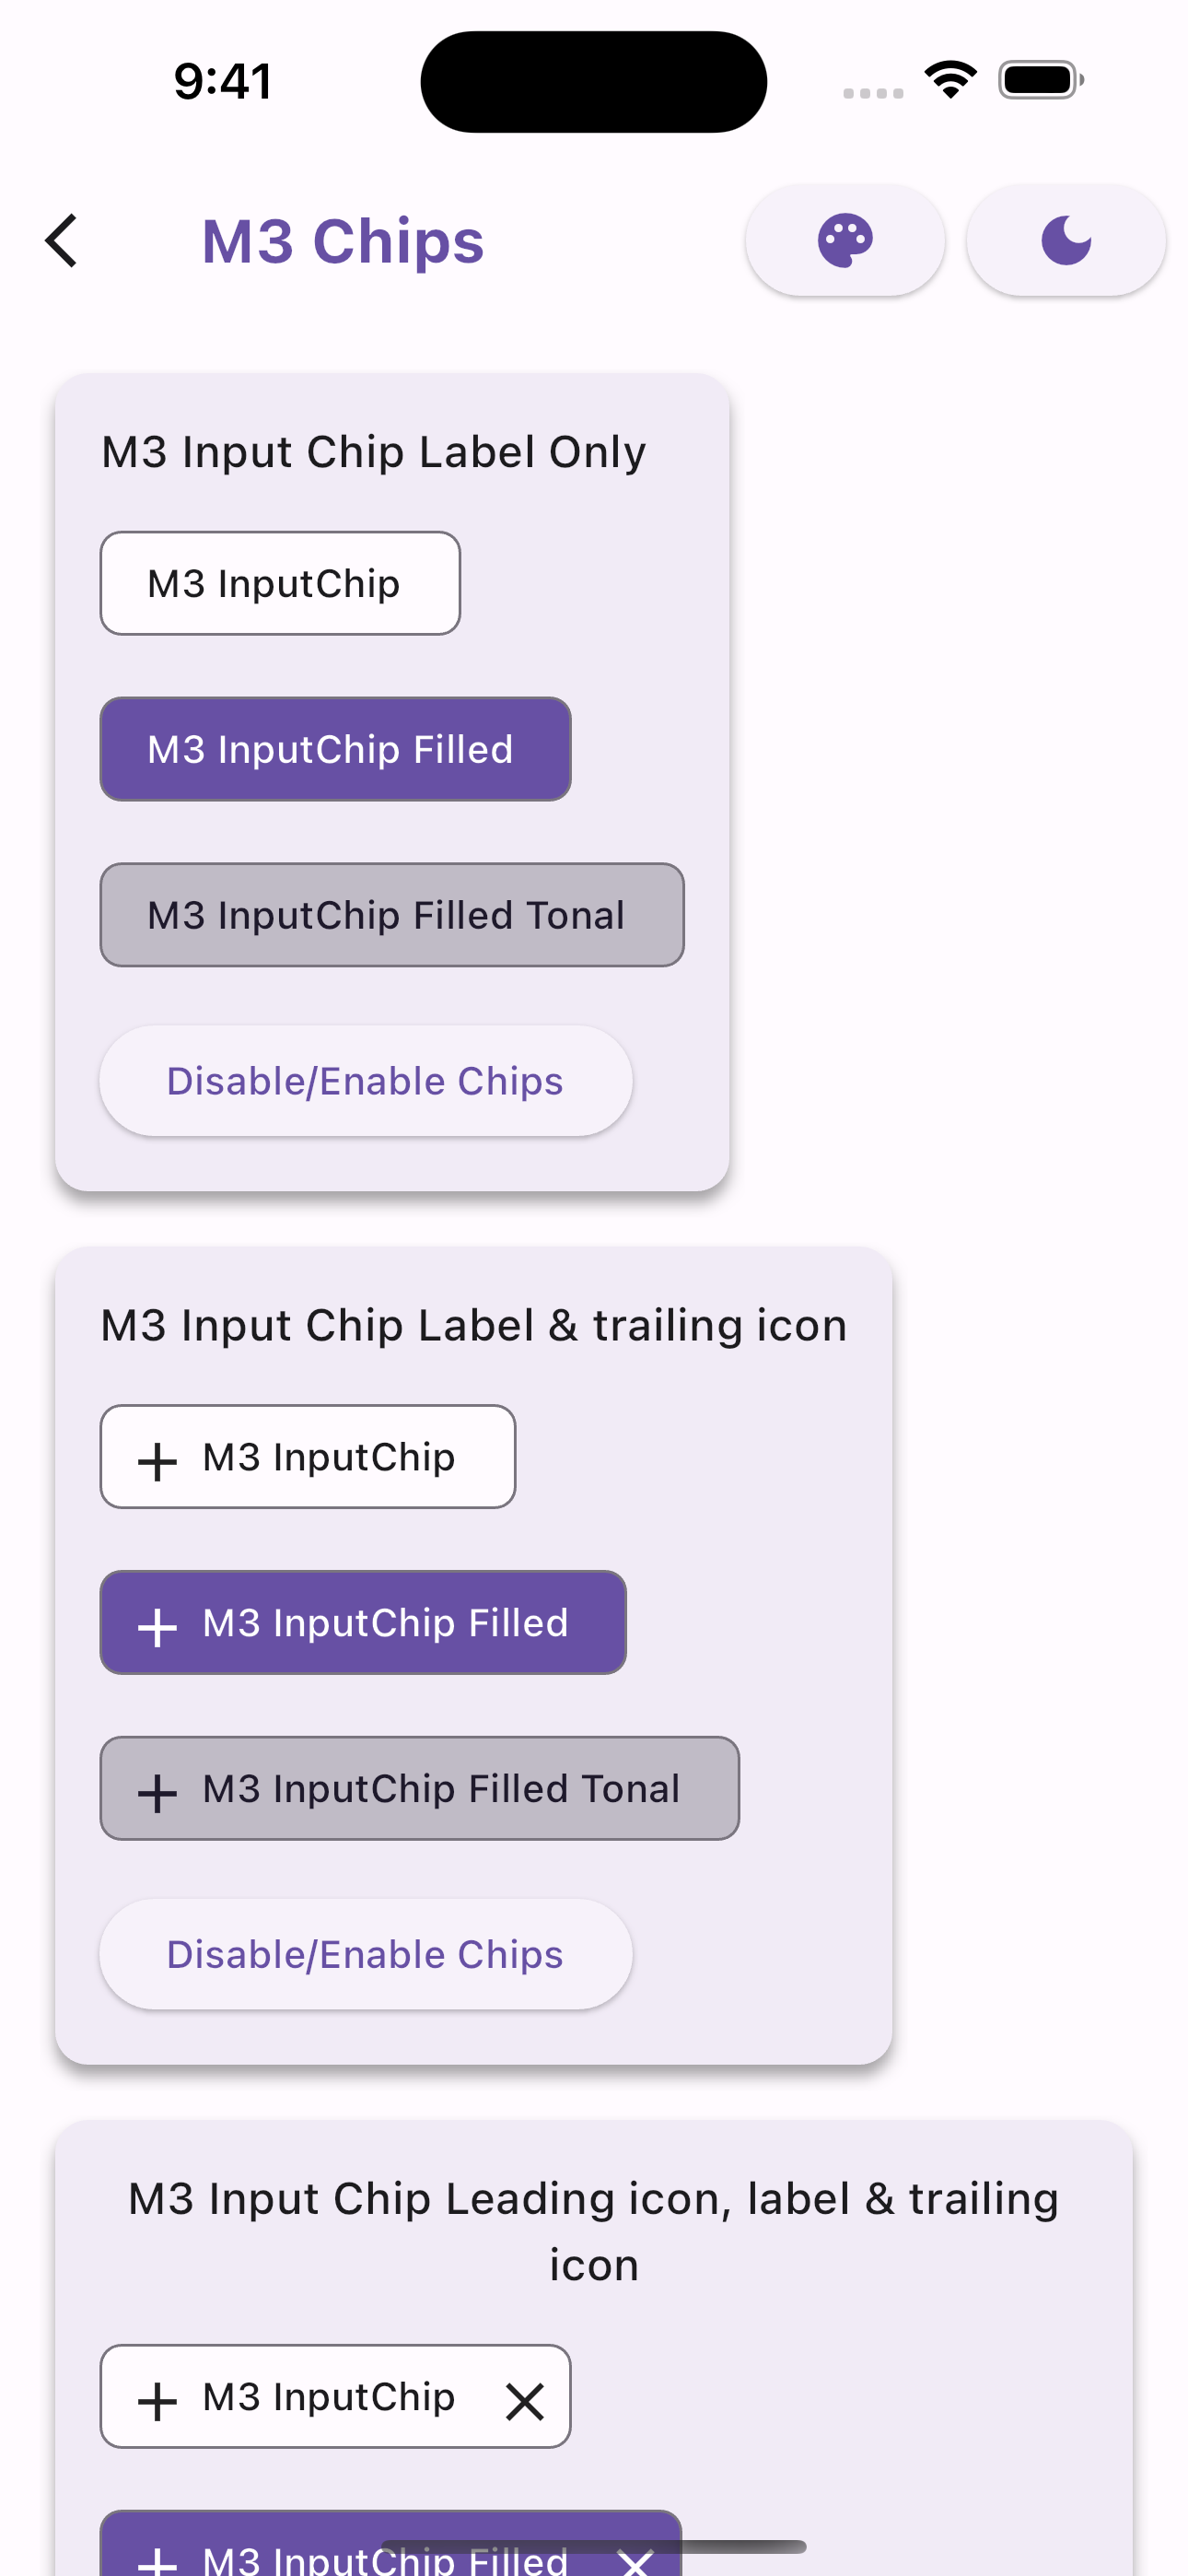 9:41
M3 Chips
M3 Input Chip Label Only
M3 InputChip
M3 InputChip Filled
M3 InputChip Filled Tonal
Disable/Enable Chips
M3 Input Chip Label & trailing icon
M3 InputChip
M3 InputChip Filled
M3 InputChip Filled Tonal
Disable/Enable Chips
M3 Input Chip Leading icon, label & trailing
icon
M3 InputChip
M3 InputChip Filled